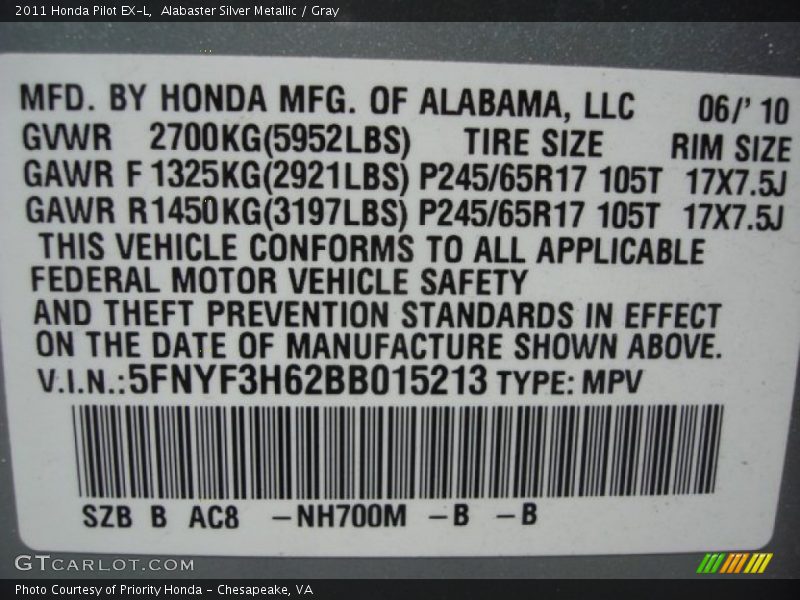 2011 Honda Pilot EX-L, Alabaster Silver Metallic / Gray
MFD. BY HONDA MFG. OF ALABAMA, LLC 06/' 10
GVWR 2700KG(5952LBS) TIRE SIZE RIM SIZE
GAWR F 1325KG(2921LBS) P245/65R17 105T 17X7.5J
GAWR R1450KG(3197LBS) P245/65R17 105T 17X7.5J
THIS VEHICLE CONFORMS TO ALL APPLICABLE
FEDERAL MOTOR VEHICLE SAFETY
AND THEFT PREVENTION STANDARDS IN EFFECT
ON THE DATE OF MANUFACTURE SHOWN ABOVE.
V.I.N.:5FNYF3H62BB015213 TYPE: MPV
SZB B AC8 -NH700M -B -B
GTCARLOT.COM
Photo Courtesy of Priority Honda - Chesapeake, VA